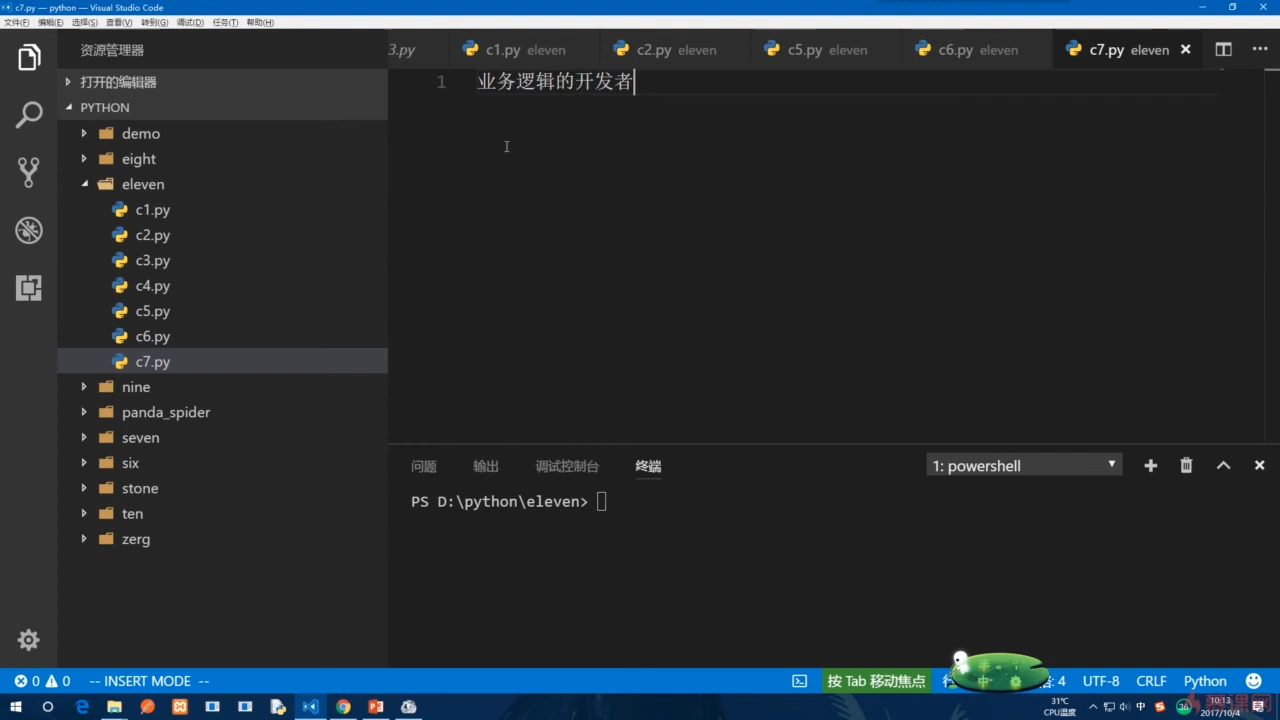 c7.py — python — Visual Studio Code
文件(F) 编辑(E) 选择(S) 查看(V) 转到(G) 调试(D) 任务(T) 帮助(H)
资源管理器
3.py
c1.py eleven
c2.py eleven
c5.py eleven
c6.py eleven
c7.py eleven
打开的编辑器
PYTHON
demo
eight
eleven
c1.py
c2.py
c3.py
c4.py
c5.py
c6.py
c7.py
nine
panda_spider
seven
six
stone
ten
zerg
1 业务逻辑的开发者
问题 输出 调试控制台 终端
1: powershell
PS D:\python\eleven>
0 0 -- INSERT MODE --
按 Tab 移动焦点
4 UTF-8 CRLF Python
31℃
CPU温度
中
36
10:13
2017/10/4